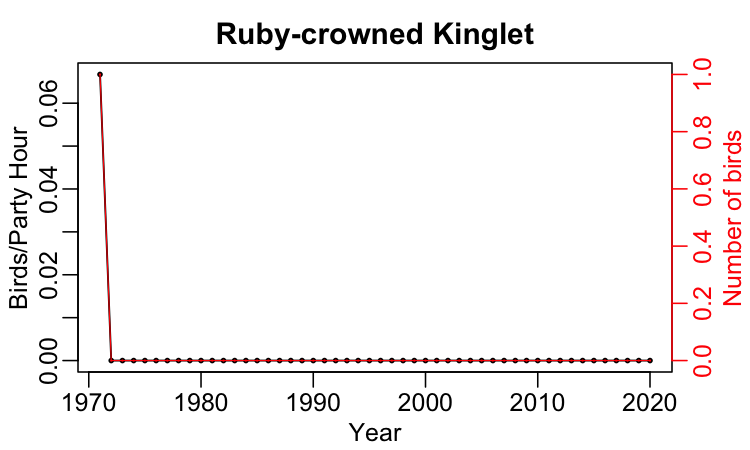 Ruby-crowned Kinglet
Birds/Party Hour
0.06
0.04
0.02
0.00
1.0
0.8
0.6
0.4
0.2
0.0
Number of birds
1970 1980 1990 2000 2010 2020
Year